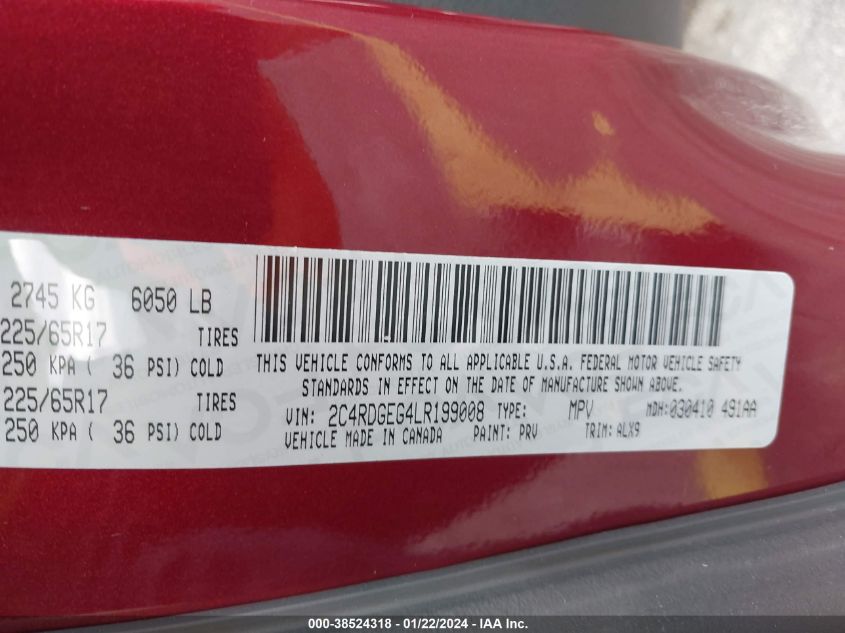 2745 KG 6050 LB
225/65R17 TIRES
250 KPA ( 36 PSI) COLD
225/65R17 TIRES
250 KPA ( 36 PSI) COLD
THIS VEHICLE CONFORMS TO ALL APPLICABLE U.S.A. FEDERAL MOTOR VEHICLE SAFETY
STANDARDS IN EFFECT ON THE DATE OF MANUFACTURE SHOWN ABOVE.
VIN: 2C4RDGEG4LR199008 TYPE: MPV MDH:030410 491AA
VEHICLE MADE IN CANADA PAINT: PRV TRIM: ALX9
000-38524318 - 01/22/2024 - IAA Inc.